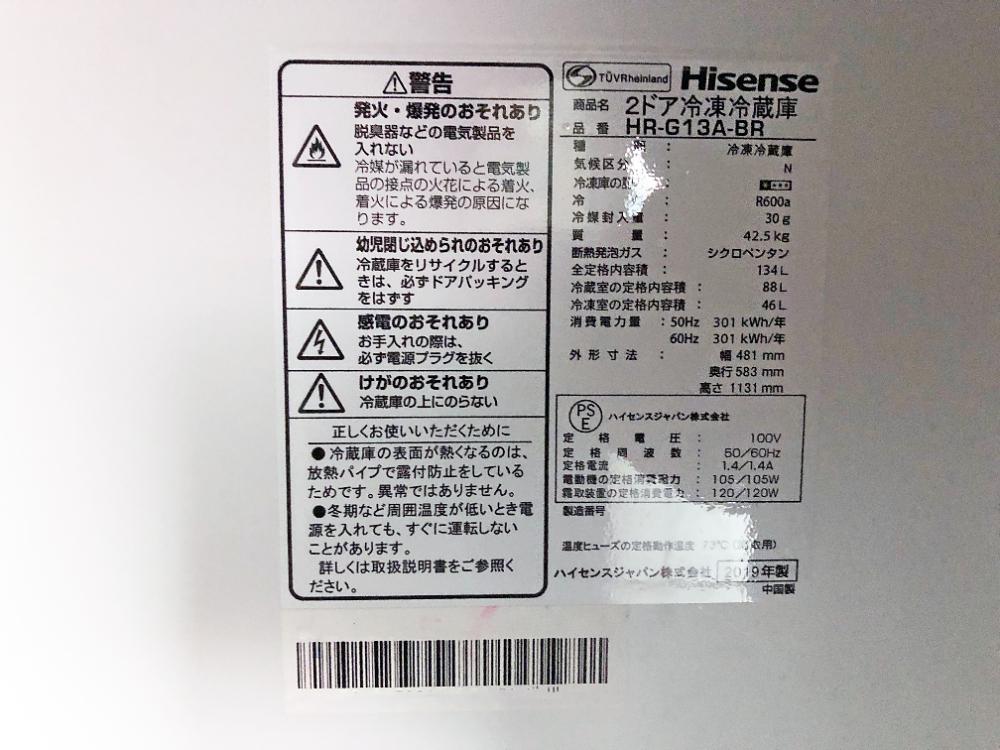 警告
発火・爆発のおそれあり
脱臭器などの電気製品を
入れない
冷媒が漏れていると電気製
品の接点の火花による着火、
着火による爆発の原因にな
ります。
幼児閉じ込められのおそれあり
冷蔵庫をリサイクルすると
きは、必ずドアパッキング
をはずす
感電のおそれあり
お手入れの際は、
必ず電源プラグを抜く
けがのおそれあり
冷蔵庫の上にのらない
正しくお使いいただくために
●冷蔵庫の表面が熱くなるのは、
放熱パイプで露付防止をしている
ためです。異常ではありません。
●冬期など周囲温度が低いとき電
源を入れても、すぐに運転しない
ことがあります。
詳しくは取扱説明書をご参照く
ださい。
TÜVRheinland
Hisense
商品名 2ドア冷凍冷蔵庫
品番 HR-G13A-BR
種 : 冷凍冷蔵庫
気候区分 : N
冷凍庫の :
冷 : R600a
冷媒封入量 : 30g
質量 : 42.5kg
断熱発泡ガス : シクロペンタン
全定格内容積 : 134L
冷蔵室の定格内容積 : 88L
冷凍室の定格内容積 : 46L
消費電力量 : 50Hz 301 kWh/年
60Hz 301 kWh/年
外形寸法 : 幅 481 mm
奥行 583 mm
高さ 1131 mm
PSE ハイセンスジャパン株式会社
定格電圧 : 100V
定格周波数 : 50/60Hz
定格電流 : 1.4/1.4A
電動機の定格消費電力 : 105/105W
霜取装置の定格消費電力 : 120/120W
製造番号
温度ヒューズの定格動作温度 73℃
ハイセンスジャパン株式会社 2019年製
中国製